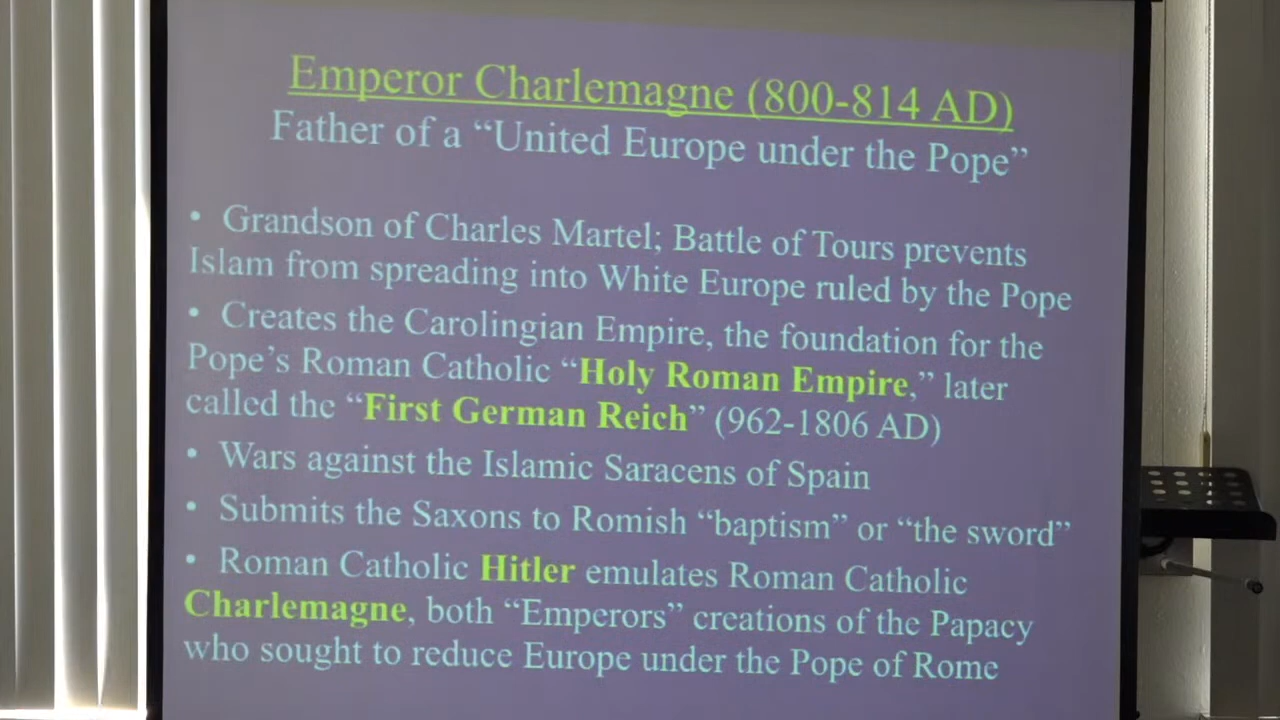 Emperor Charlemagne (800-814 AD)
Father of a “United Europe under the Pope”
• Grandson of Charles Martel; Battle of Tours prevents
Islam from spreading into White Europe ruled by the Pope
• Creates the Carolingian Empire, the foundation for the
Pope’s Roman Catholic “Holy Roman Empire,” later
called the “First German Reich” (962-1806 AD)
• Wars against the Islamic Saracens of Spain
• Submits the Saxons to Romish “baptism” or “the sword”
• Roman Catholic Hitler emulates Roman Catholic
Charlemagne, both “Emperors” creations of the Papacy
who sought to reduce Europe under the Pope of Rome